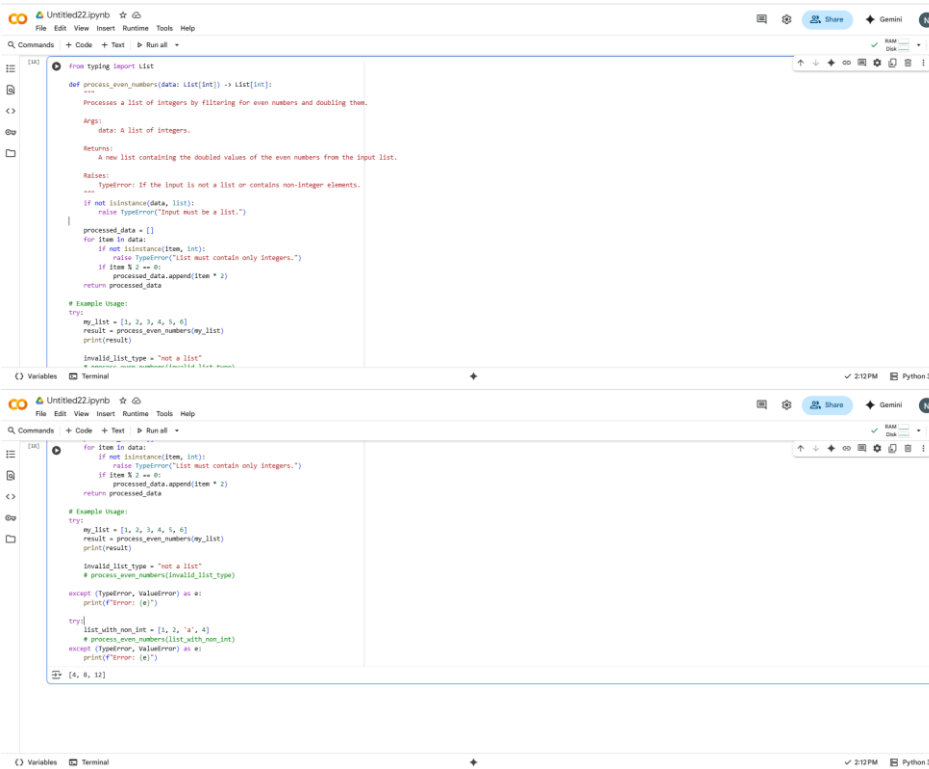 Untitled22.ipynb
File Edit View Insert Runtime Tools Help
Share
Gemini
Commands + Code + Text Run all
RAM
Disk
[18]
from typing import List
def process_even_numbers(data: List[int]) -> List[int]:
"""
Processes a list of integers by filtering for even numbers and doubling them.
Args:
data: A list of integers.
Returns:
A new list containing the doubled values of the even numbers from the input list.
Raises:
TypeError: If the input is not a list or contains non-integer elements.
"""
if not isinstance(data, list):
raise TypeError("Input must be a list.")
processed_data = []
for item in data:
if not isinstance(item, int):
raise TypeError("List must contain only integers.")
if item % 2 == 0:
processed_data.append(item * 2)
return processed_data
# Example Usage:
try:
my_list = [1, 2, 3, 4, 5, 6]
result = process_even_numbers(my_list)
print(result)
invalid_list_type = "not a list"
# process_even_numbers(invalid_list_type)
Variables Terminal
2:12 PM Python 3
Untitled22.ipynb
File Edit View Insert Runtime Tools Help
Share
Gemini
Commands + Code + Text Run all
RAM
Disk
[18]
for item in data:
if not isinstance(item, int):
raise TypeError("List must contain only integers.")
if item % 2 == 0:
processed_data.append(item * 2)
return processed_data
# Example Usage:
try:
my_list = [1, 2, 3, 4, 5, 6]
result = process_even_numbers(my_list)
print(result)
invalid_list_type = "not a list"
# process_even_numbers(invalid_list_type)
except (TypeError, ValueError) as e:
print(f"Error: {e}")
try:
list_with_non_int = [1, 2, 'a', 4]
# process_even_numbers(list_with_non_int)
except (TypeError, ValueError) as e:
print(f"Error: {e}")
[4, 8, 12]
Variables Terminal
2:12 PM Python 3